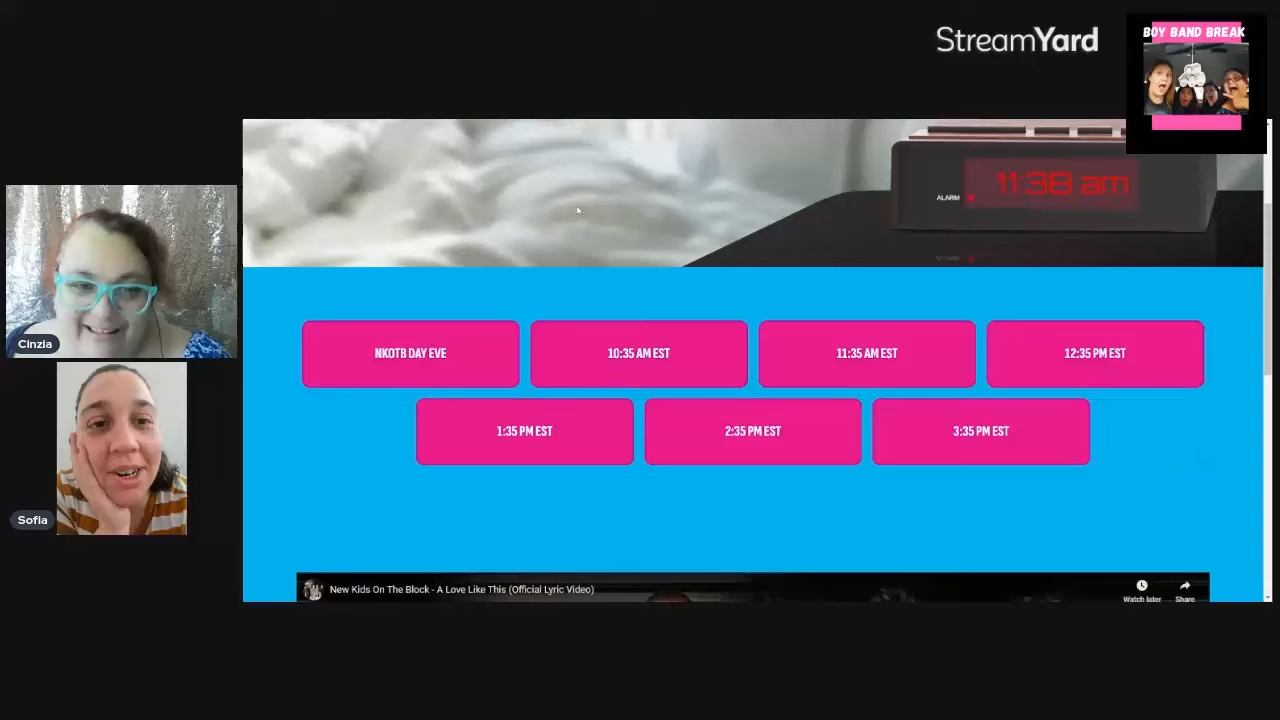 StreamYard
BOY BAND BREAK
11:38 am
ALARM
Cinzia
NKOTB DAY EVE
10:35 AM EST
11:35 AM EST
12:35 PM EST
1:35 PM EST
2:35 PM EST
3:35 PM EST
Sofia
New Kids On The Block - A Love Like This (Official Lyric Video)
Watch later
Share